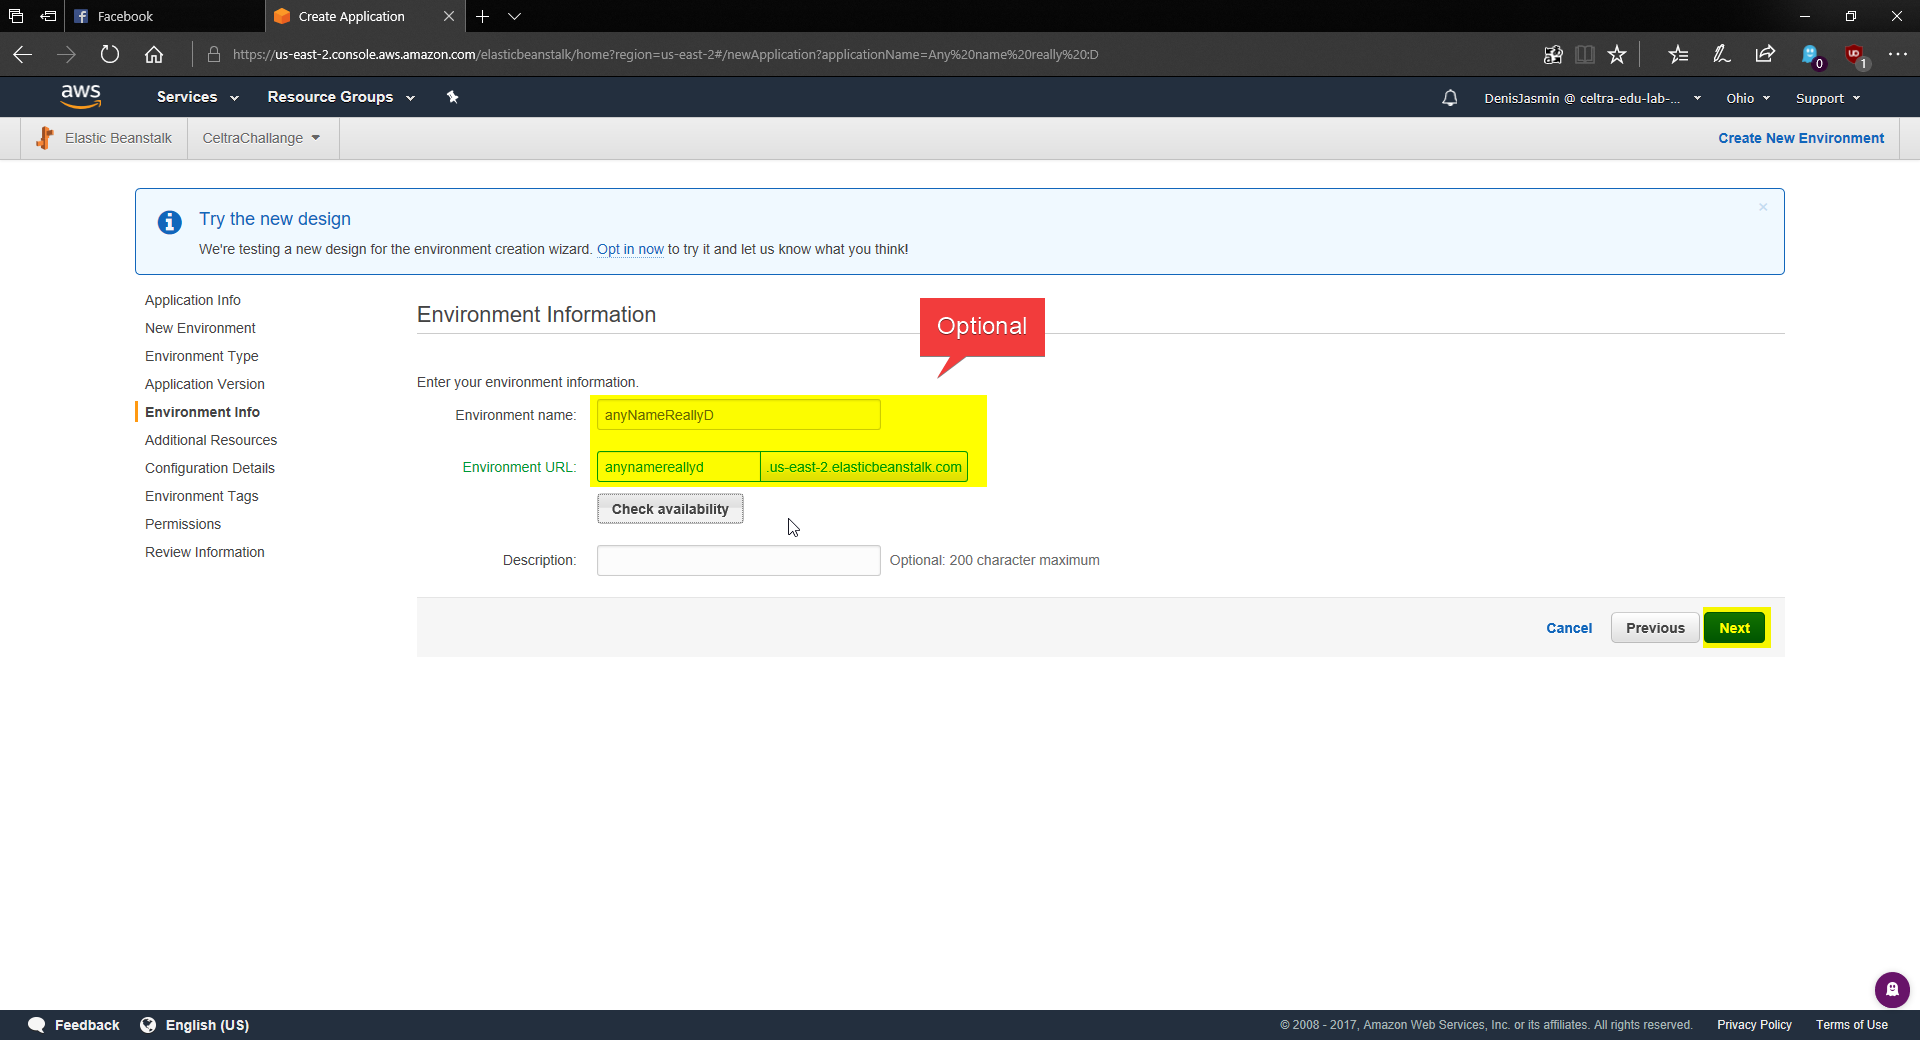 Facebook
Create Application
https://us-east-2.console.aws.amazon.com/elasticbeanstalk/home?region=us-east-2#/newApplication?applicationName=Any%20name%20really%20:D
0
UD
1
aws
Services
Resource Groups
DenisJasmin @ celtra-edu-lab-...
Ohio
Support
Elastic Beanstalk
CeltraChallange
Create New Environment
Try the new design
We're testing a new design for the environment creation wizard. Opt in now to try it and let us know what you think!
Application Info
New Environment
Environment Type
Application Version
Environment Info
Additional Resources
Configuration Details
Environment Tags
Permissions
Review Information
Environment Information
Optional
Enter your environment information.
Environment name: anyNameReallyD
Environment URL: anynamereallyd .us-east-2.elasticbeanstalk.com
Check availability
Description: Optional: 200 character maximum
Cancel Previous Next
Feedback
English (US)
© 2008 - 2017, Amazon Web Services, Inc. or its affiliates. All rights reserved. Privacy Policy Terms of Use